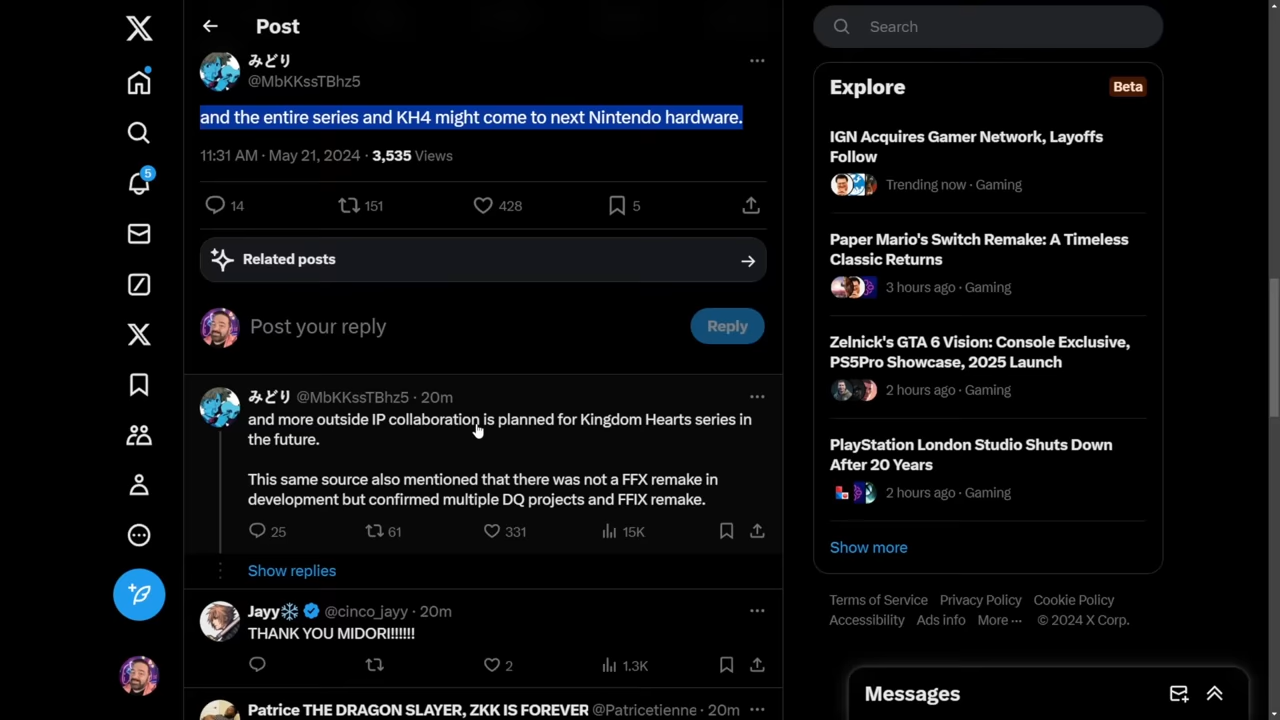 Post
みどり
@MbKKssTBhz5
and the entire series and KH4 might come to next Nintendo hardware.
11:31 AM · May 21, 2024 · 3,535 Views
14 151 428 5
Related posts
Post your reply
Reply
みどり @MbKKssTBhz5 · 20m
and more outside IP collaboration is planned for Kingdom Hearts series in
the future.
This same source also mentioned that there was not a FFX remake in
development but confirmed multiple DQ projects and FFIX remake.
25 61 331 15K
Show replies
Jayy❄️ @cinco_jayy · 20m
THANK YOU MIDORI!!!!!!
2 1.3K
Patrice THE DRAGON SLAYER, ZKK IS FOREVER @Patricetienne · 20m
5
Search
Explore
Beta
IGN Acquires Gamer Network, Layoffs
Follow
Trending now · Gaming
Paper Mario's Switch Remake: A Timeless
Classic Returns
3 hours ago · Gaming
Zelnick's GTA 6 Vision: Console Exclusive,
PS5Pro Showcase, 2025 Launch
2 hours ago · Gaming
PlayStation London Studio Shuts Down
After 20 Years
2 hours ago · Gaming
Show more
Terms of Service Privacy Policy Cookie Policy
Accessibility Ads info More ··· © 2024 X Corp.
Messages